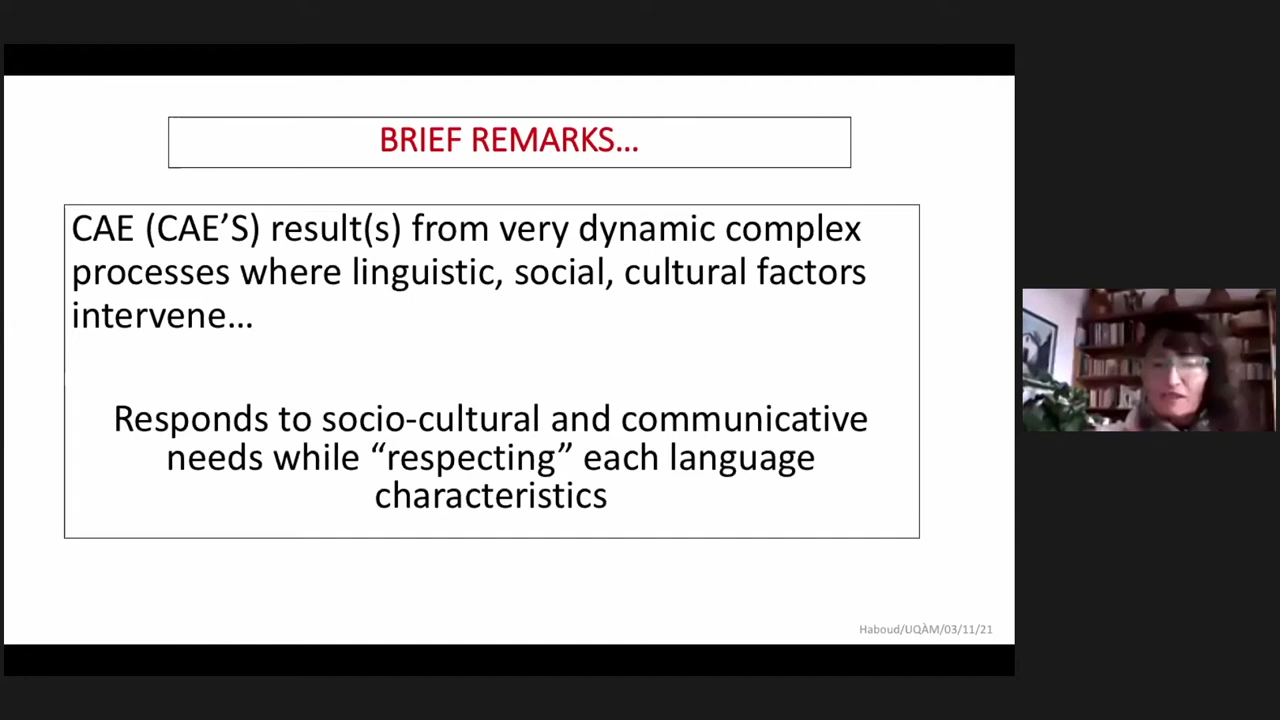 BRIEF REMARKS…
CAE (CAE’S) result(s) from very dynamic complex
processes where linguistic, social, cultural factors
intervene…
Responds to socio-cultural and communicative
needs while “respecting” each language
characteristics
Haboud/UQÀM/03/11/21